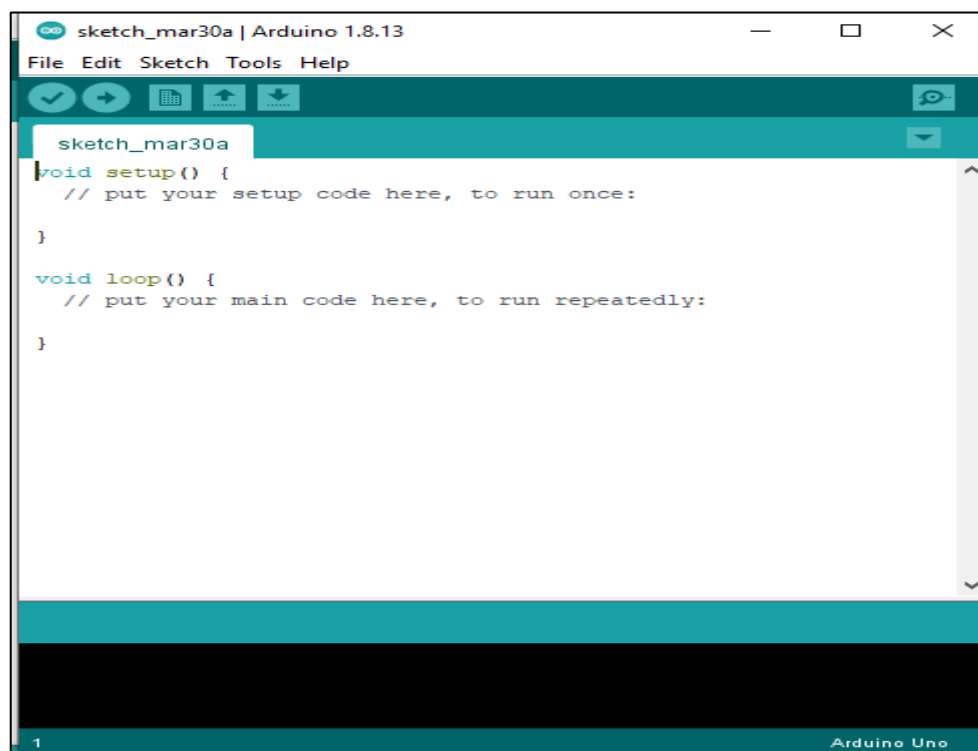 sketch_mar30a | Arduino 1.8.13
File Edit Sketch Tools Help
sketch_mar30a
void setup() {
  // put your setup code here, to run once:
}
void loop() {
  // put your main code here, to run repeatedly:
}
1 Arduino Uno